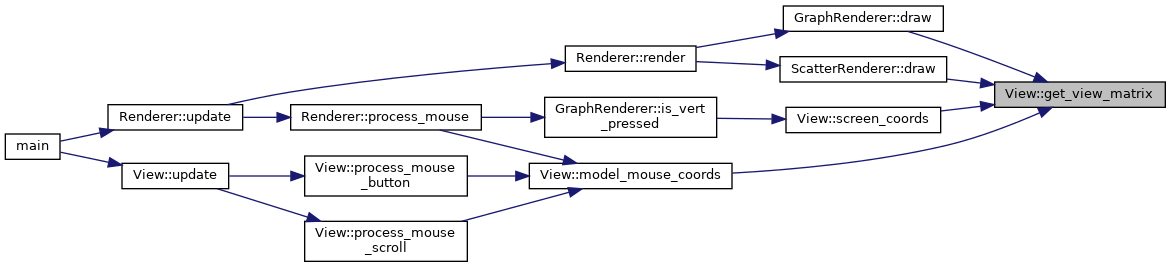 GraphRenderer::draw
Renderer::render
ScatterRenderer::draw
View::get_view_matrix
Renderer::update
Renderer::process_mouse
GraphRenderer::is_vert
_pressed
View::screen_coords
main
View::update
View::process_mouse
_button
View::model_mouse_coords
View::process_mouse
_scroll